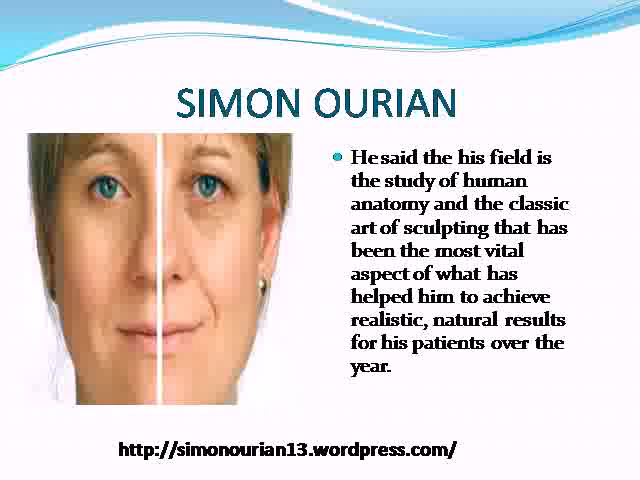 SIMON OURIAN
He said the his field is
the study of human
anatomy and the classic
art of sculpting that has
been the most vital
aspect of what has
helped him to achieve
realistic, natural results
for his patients over the
year.
http://simonourian13.wordpress.com/